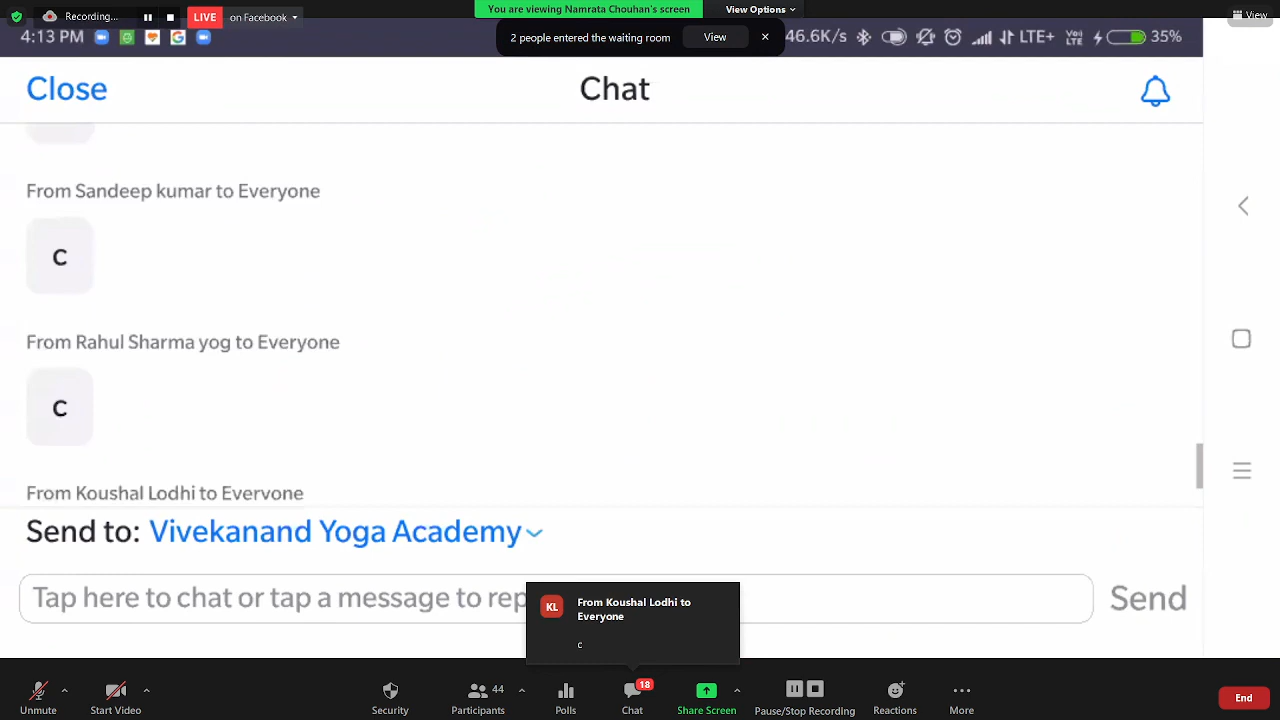 Recording...
LIVE
on Facebook
You are viewing Namrata Chouhan's screen
View Options
View
4:13 PM
2 people entered the waiting room
View
46.6K/s
LTE+
Vo)
LTE
35%
Close
Chat
From Sandeep kumar to Everyone
c
From Rahul Sharma yog to Everyone
c
From Koushal Lodhi to Everyone
Send to: Vivekanand Yoga Academy
Tap here to chat or tap a message to rep
Send
KL
From Koushal Lodhi to
Everyone
c
Unmute
Start Video
Security
44
Participants
Polls
18
Chat
Share Screen
Pause/Stop Recording
Reactions
More
End